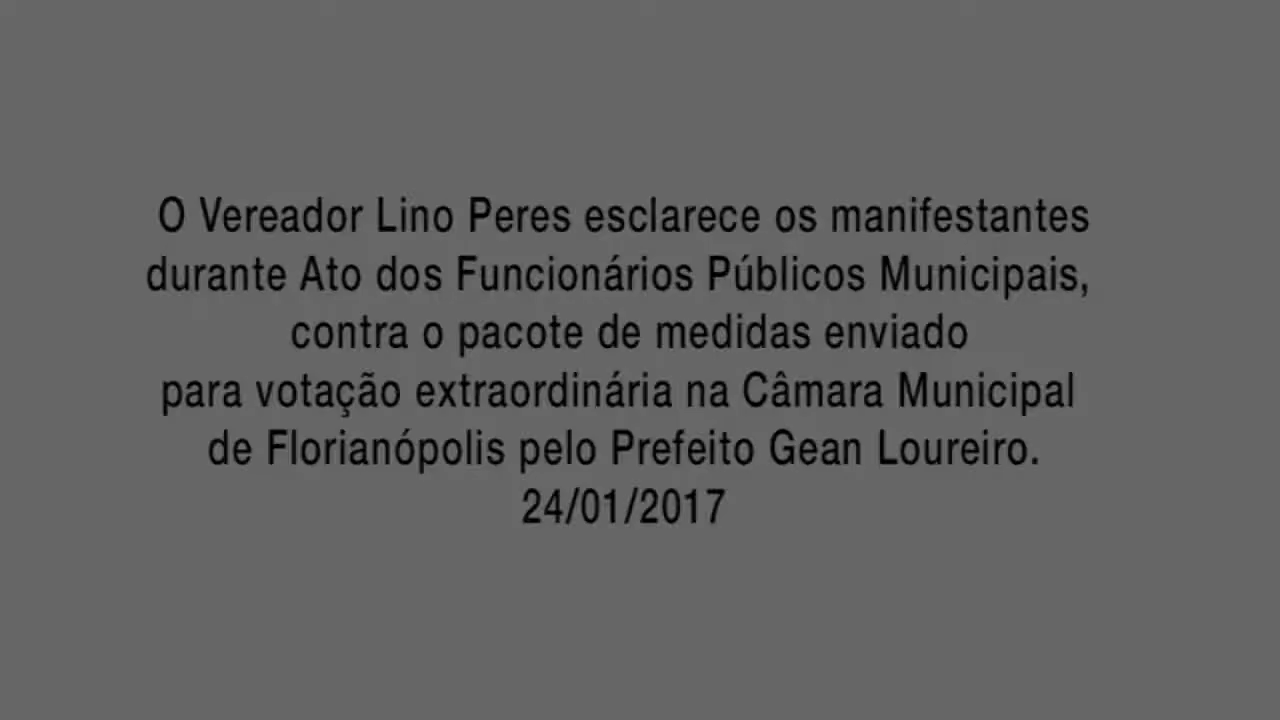 O Vereador Lino Peres esclarece os manifestantes
durante Ato dos Funcionários Públicos Municipais,
contra o pacote de medidas enviado
para votação extraordinária na Câmara Municipal
de Florianópolis pelo Prefeito Gean Loureiro.
24/01/2017